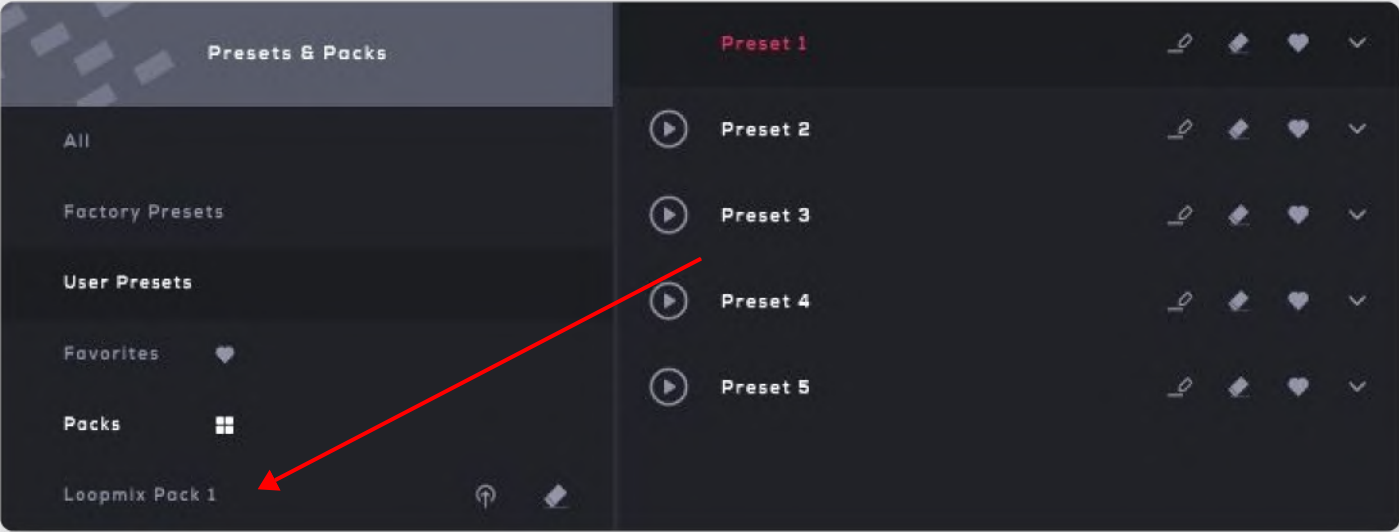 Presets & Packs
All
Factory Presets
User Presets
Favorites
Packs
Loopmix Pack 1
Preset 1
Preset 2
Preset 3
Preset 4
Preset 5